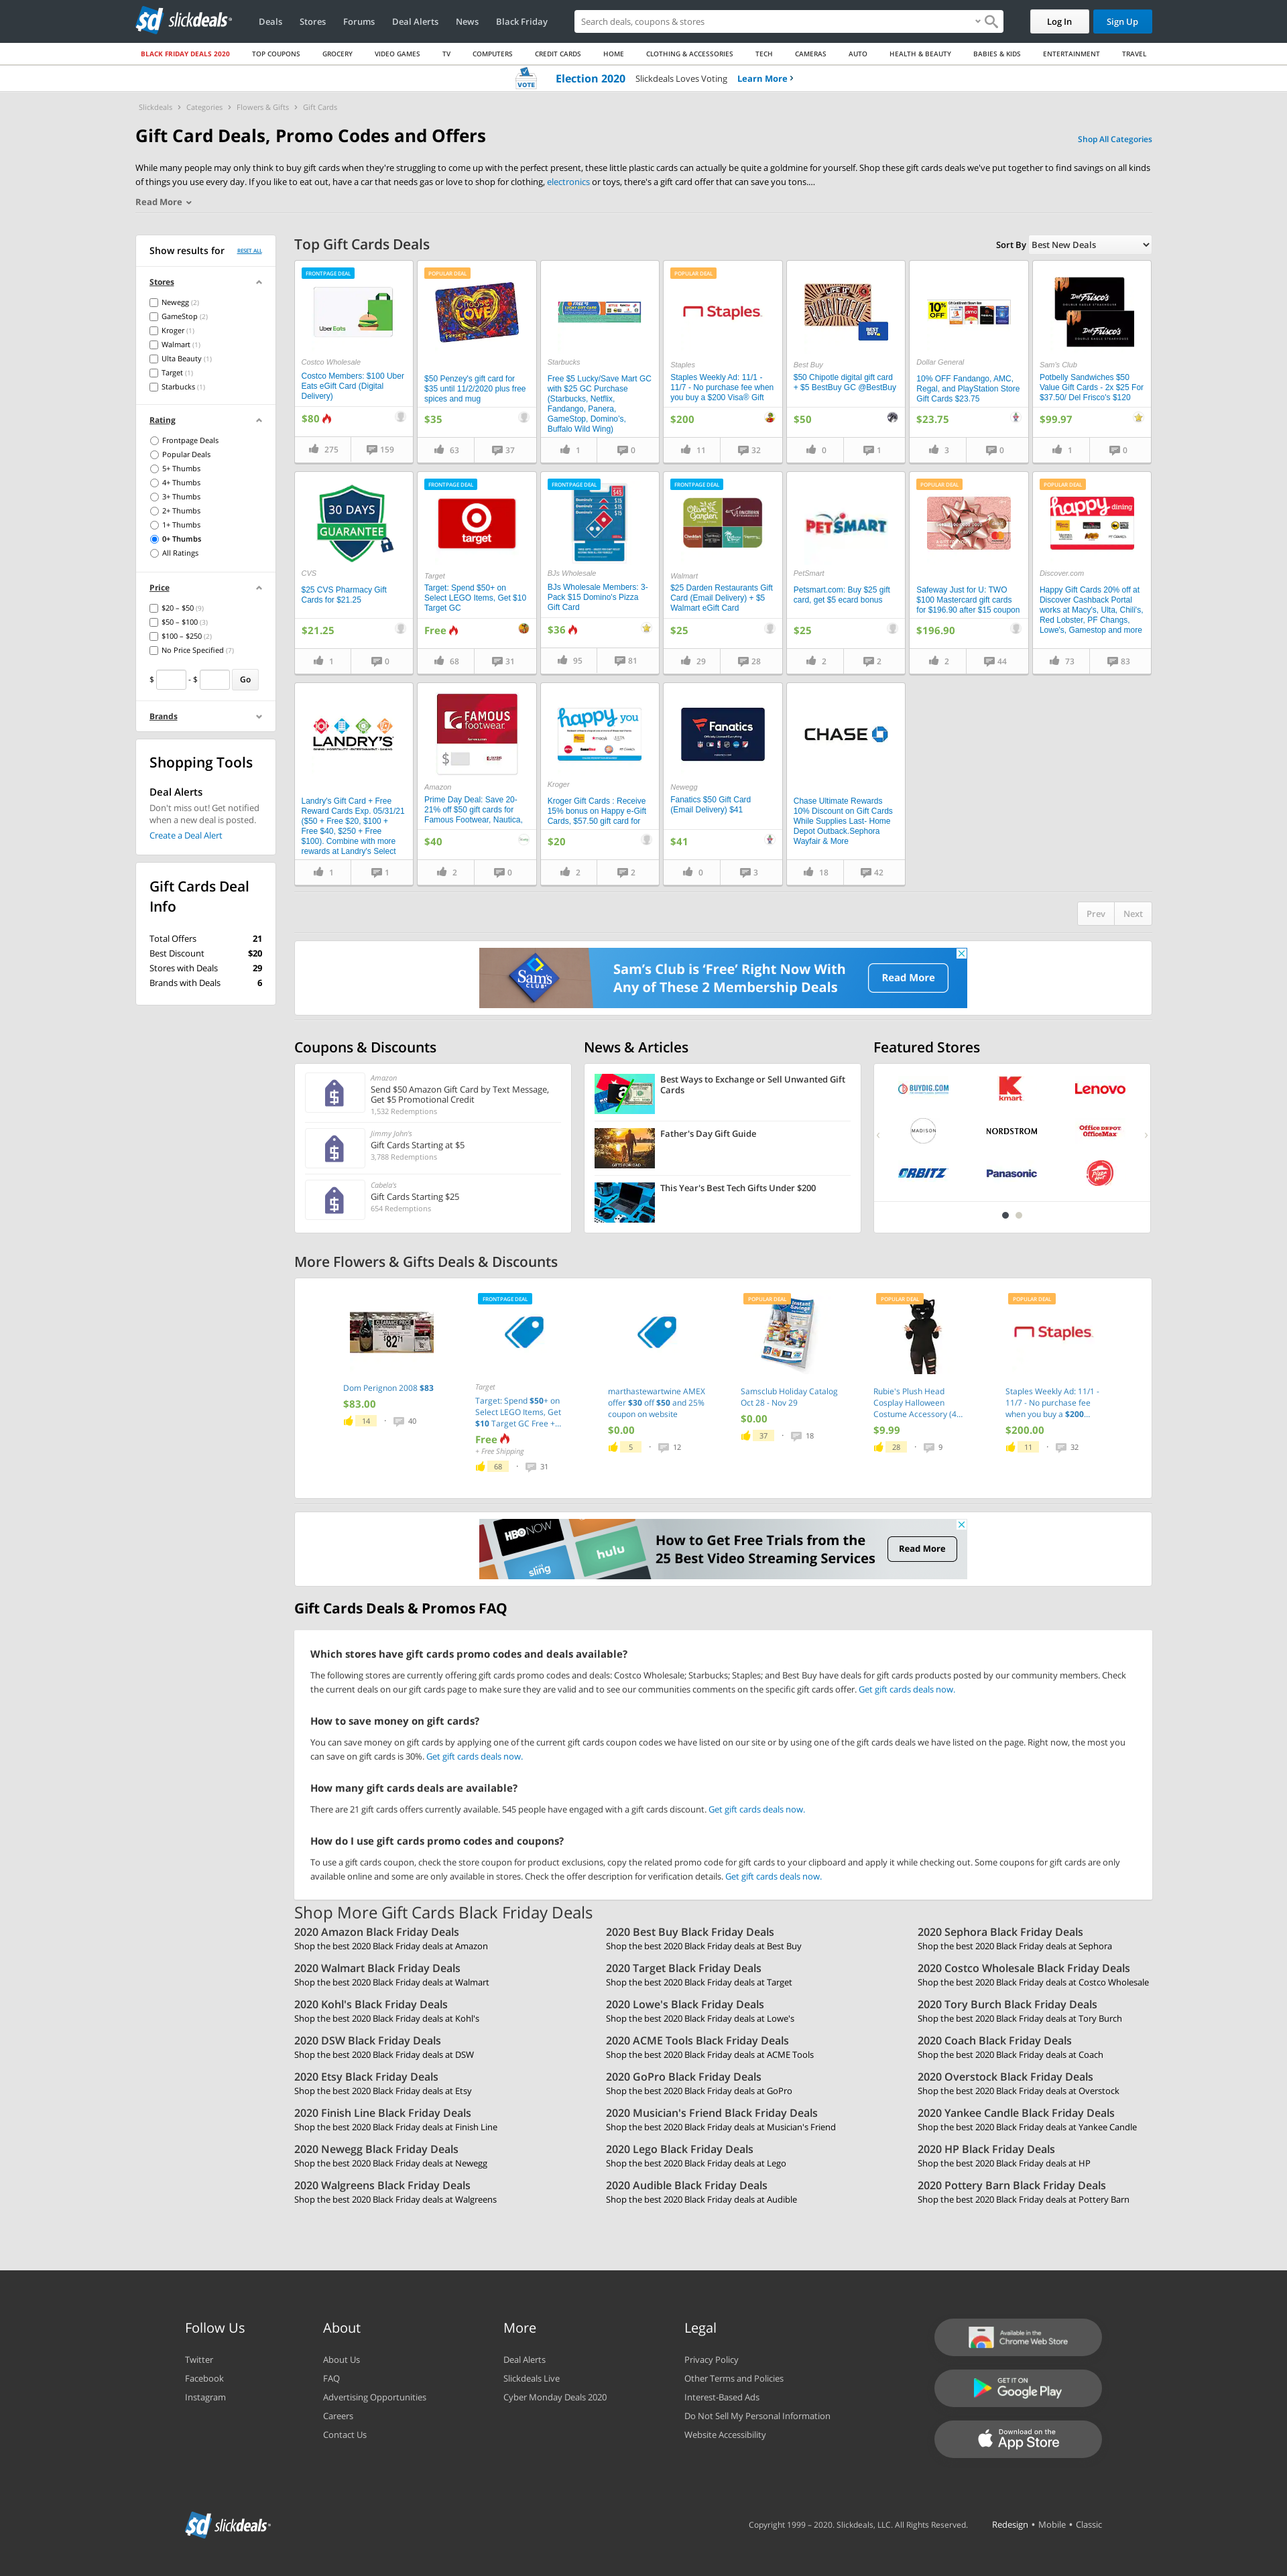 sd slickdeals
Deals Stores Forums Deal Alerts News Black Friday
Search deals, coupons & stores
Log In Sign Up
BLACK FRIDAY DEALS 2020 TOP COUPONS GROCERY VIDEO GAMES TV COMPUTERS CREDIT CARDS HOME CLOTHING & ACCESSORIES TECH CAMERAS AUTO HEALTH & BEAUTY BABIES & KIDS ENTERTAINMENT TRAVEL
VOTE Election 2020 Slickdeals Loves Voting Learn More
Slickdeals > Categories > Flowers & Gifts > Gift Cards
Gift Card Deals, Promo Codes and Offers
Shop All Categories
While many people may only think to buy gift cards when they're struggling to come up with the perfect present, these little plastic cards can actually be quite a goldmine for yourself. Shop these gift cards deals we've put together to find savings on all kinds
of things you use every day. If you like to eat out, have a car that needs gas or love to shop for clothing, electronics or toys, there's a gift card offer that can save you tons....
Read More
Show results for RESET ALL
Stores
Newegg (2)
GameStop (2)
Kroger (1)
Walmart (1)
Ulta Beauty (1)
Target (1)
Starbucks (1)
Rating
Frontpage Deals
Popular Deals
5+ Thumbs
4+ Thumbs
3+ Thumbs
2+ Thumbs
1+ Thumbs
0+ Thumbs
All Ratings
Price
$20 – $50 (9)
$50 – $100 (3)
$100 – $250 (2)
No Price Specified (7)
$ - $ Go
Brands
Shopping Tools
Deal Alerts
Don't miss out! Get notified
when a new deal is posted.
Create a Deal Alert
Gift Cards Deal
Info
Total Offers 21
Best Discount $20
Stores with Deals 29
Brands with Deals 6
Top Gift Cards Deals
Sort By Best New Deals
FRONTPAGE DEAL
Uber Eats
Costco Wholesale
Costco Members: $100 Uber
Eats eGift Card (Digital
Delivery)
$80
275 159
POPULAR DEAL
CHOOSE LOVE
$50 Penzey's gift card for
$35 until 11/2/2020 plus free
spices and mug
$35
63 37
Starbucks
Free $5 Lucky/Save Mart GC
with $25 GC Purchase
(Starbucks, Netflix,
Fandango, Panera,
GameStop, Domino's,
Buffalo Wild Wing)
1 0
POPULAR DEAL
Staples
Staples
Staples Weekly Ad: 11/1 -
11/7 - No purchase fee when
you buy a $200 Visa® Gift
$200
11 32
BEST BUY
Best Buy
$50 Chipotle digital gift card
+ $5 BestBuy GC @BestBuy
$50
0 1
10% OFF
Dollar General
10% OFF Fandango, AMC,
Regal, and PlayStation Store
Gift Cards $23.75
$23.75
3 0
Del Frisco's
Del Frisco's
Sam's Club
Potbelly Sandwiches $50
Value Gift Cards - 2x $25 For
$37.50/ Del Frisco's $120
$99.97
1 0
30 DAYS
GUARANTEE
CVS
$25 CVS Pharmacy Gift
Cards for $21.25
$21.25
1 0
FRONTPAGE DEAL
target
Target
Target: Spend $50+ on
Select LEGO Items, Get $10
Target GC
Free
68 31
FRONTPAGE DEAL
$45
BJs Wholesale
BJs Wholesale Members: 3-
Pack $15 Domino's Pizza
Gift Card
$36
95 81
FRONTPAGE DEAL
Olive Garden
Walmart
$25 Darden Restaurants Gift
Card (Email Delivery) + $5
Walmart eGift Card
$25
29 28
PETSMART
PetSmart
Petsmart.com: Buy $25 gift
card, get $5 ecard bonus
$25
2 2
POPULAR DEAL
Safeway Just for U: TWO
$100 Mastercard gift cards
for $196.90 after $15 coupon
$196.90
2 44
POPULAR DEAL
happy dining
Discover.com
Happy Gift Cards 20% off at
Discover Cashback Portal
works at Macy's, Ulta, Chili's,
Red Lobster, PF Changs,
Lowe's, Gamestop and more
73 83
LANDRY'S
Landry's Gift Card + Free
Reward Cards Exp. 05/31/21
($50 + Free $20, $100 +
Free $40, $250 + Free
$100). Combine with more
rewards at Landry's Select
1 1
FAMOUS footwear
$
Amazon
Prime Day Deal: Save 20-
21% off $50 gift cards for
Famous Footwear, Nautica,
$40
2 0
happy you
Kroger
Kroger Gift Cards : Receive
15% bonus on Happy e-Gift
Cards, $57.50 gift card for
$20
2 2
Fanatics
Newegg
Fanatics $50 Gift Card
(Email Delivery) $41
$41
0 3
CHASE
Chase Ultimate Rewards
10% Discount on Gift Cards
While Supplies Last- Home
Depot Outback.Sephora
Wayfair & More
18 42
Prev Next
Sam's CLUB
Sam's Club is 'Free' Right Now With
Any of These 2 Membership Deals
Read More
Coupons & Discounts
Amazon
Send $50 Amazon Gift Card by Text Message,
Get $5 Promotional Credit
1,532 Redemptions
Jimmy John's
Gift Cards Starting at $5
3,788 Redemptions
Cabela's
Gift Cards Starting $25
654 Redemptions
News & Articles
Best Ways to Exchange or Sell Unwanted Gift
Cards
Father's Day Gift Guide
This Year's Best Tech Gifts Under $200
Featured Stores
BUYDIG.COM kmart Lenovo
MADISON NORDSTROM Office DEPOT OfficeMax
ORBITZ Panasonic Pizza Hut
More Flowers & Gifts Deals & Discounts
Dom Perignon 2008 $83
$83.00
14 • 40
FRONTPAGE DEAL
Target
Target: Spend $50+ on
Select LEGO Items, Get
$10 Target GC Free +...
Free
+ Free Shipping
68 • 31
marthastewartwine AMEX
offer $30 off $50 and 25%
coupon on website
$0.00
5 • 12
POPULAR DEAL
Samsclub Holiday Catalog
Oct 28 - Nov 29
$0.00
37 • 18
POPULAR DEAL
Rubie's Plush Head
Cosplay Halloween
Costume Accessory (4...
$9.99
28 • 9
POPULAR DEAL
Staples
Staples Weekly Ad: 11/1 -
11/7 - No purchase fee
when you buy a $200...
$200.00
11 • 32
HBO NOW
sling hulu
How to Get Free Trials from the
25 Best Video Streaming Services
Read More
Gift Cards Deals & Promos FAQ
Which stores have gift cards promo codes and deals available?
The following stores are currently offering gift cards promo codes and deals: Costco Wholesale; Starbucks; Staples; and Best Buy have deals for gift cards products posted by our community members. Check
the current deals on our gift cards page to make sure they are valid and to see our communities comments on the specific gift cards offer. Get gift cards deals now.
How to save money on gift cards?
You can save money on gift cards by applying one of the current gift cards coupon codes we have listed on our site or by using one of the gift cards deals we have listed on the page. Right now, the most you
can save on gift cards is 30%. Get gift cards deals now.
How many gift cards deals are available?
There are 21 gift cards offers currently available. 545 people have engaged with a gift cards discount. Get gift cards deals now.
How do I use gift cards promo codes and coupons?
To use a gift cards coupon, check the store coupon for product exclusions, copy the related promo code for gift cards to your clipboard and apply it while checking out. Some coupons for gift cards are only
available online and some are only available in stores. Check the offer description for verification details. Get gift cards deals now.
Shop More Gift Cards Black Friday Deals
2020 Amazon Black Friday Deals 2020 Best Buy Black Friday Deals 2020 Sephora Black Friday Deals
Shop the best 2020 Black Friday deals at Amazon Shop the best 2020 Black Friday deals at Best Buy Shop the best 2020 Black Friday deals at Sephora
2020 Walmart Black Friday Deals 2020 Target Black Friday Deals 2020 Costco Wholesale Black Friday Deals
Shop the best 2020 Black Friday deals at Walmart Shop the best 2020 Black Friday deals at Target Shop the best 2020 Black Friday deals at Costco Wholesale
2020 Kohl's Black Friday Deals 2020 Lowe's Black Friday Deals 2020 Tory Burch Black Friday Deals
Shop the best 2020 Black Friday deals at Kohl's Shop the best 2020 Black Friday deals at Lowe's Shop the best 2020 Black Friday deals at Tory Burch
2020 DSW Black Friday Deals 2020 ACME Tools Black Friday Deals 2020 Coach Black Friday Deals
Shop the best 2020 Black Friday deals at DSW Shop the best 2020 Black Friday deals at ACME Tools Shop the best 2020 Black Friday deals at Coach
2020 Etsy Black Friday Deals 2020 GoPro Black Friday Deals 2020 Overstock Black Friday Deals
Shop the best 2020 Black Friday deals at Etsy Shop the best 2020 Black Friday deals at GoPro Shop the best 2020 Black Friday deals at Overstock
2020 Finish Line Black Friday Deals 2020 Musician's Friend Black Friday Deals 2020 Yankee Candle Black Friday Deals
Shop the best 2020 Black Friday deals at Finish Line Shop the best 2020 Black Friday deals at Musician's Friend Shop the best 2020 Black Friday deals at Yankee Candle
2020 Newegg Black Friday Deals 2020 Lego Black Friday Deals 2020 HP Black Friday Deals
Shop the best 2020 Black Friday deals at Newegg Shop the best 2020 Black Friday deals at Lego Shop the best 2020 Black Friday deals at HP
2020 Walgreens Black Friday Deals 2020 Audible Black Friday Deals 2020 Pottery Barn Black Friday Deals
Shop the best 2020 Black Friday deals at Walgreens Shop the best 2020 Black Friday deals at Audible Shop the best 2020 Black Friday deals at Pottery Barn
Follow Us
Twitter
Facebook
Instagram
About
About Us
FAQ
Advertising Opportunities
Careers
Contact Us
More
Deal Alerts
Slickdeals Live
Cyber Monday Deals 2020
Legal
Privacy Policy
Other Terms and Policies
Interest-Based Ads
Do Not Sell My Personal Information
Website Accessibility
Available in the
Chrome Web Store
GET IT ON
Google Play
Download on the
App Store
sd slickdeals
Copyright 1999 – 2020. Slickdeals, LLC. All Rights Reserved. Redesign • Mobile • Classic